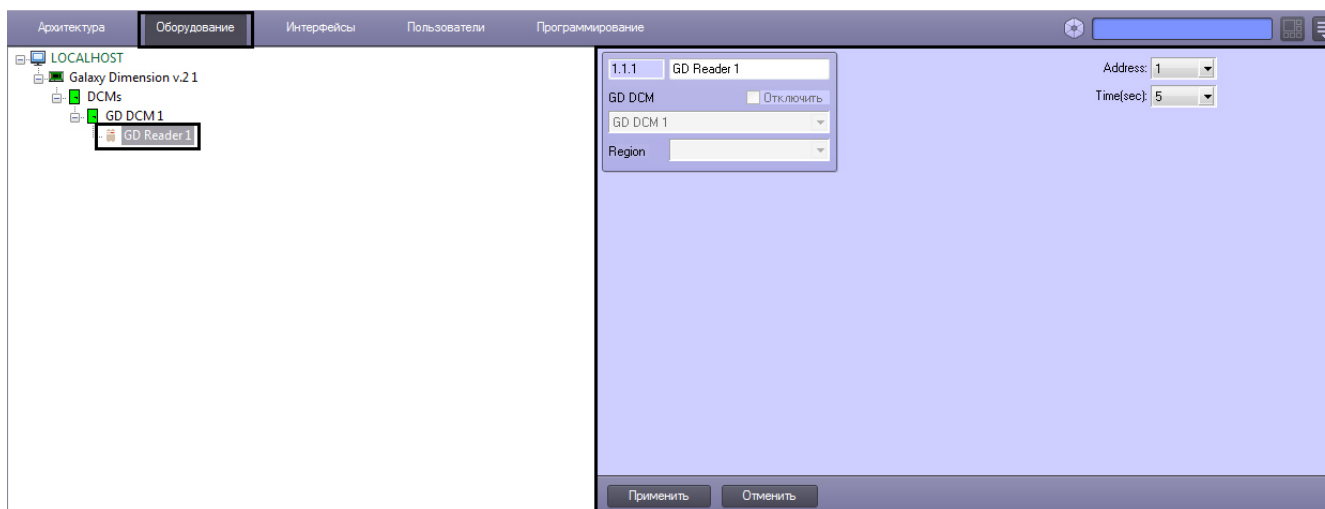 Архитектура Оборудование Интерфейсы Пользователи Программирование
LOCALHOST
Galaxy Dimension v.2 1
DCMs
GD DCM 1
GD Reader 1
1.1.1 GD Reader 1
GD DCM Отключить
GD DCM 1
Region
Address: 1
Time(sec): 5
Применить Отменить